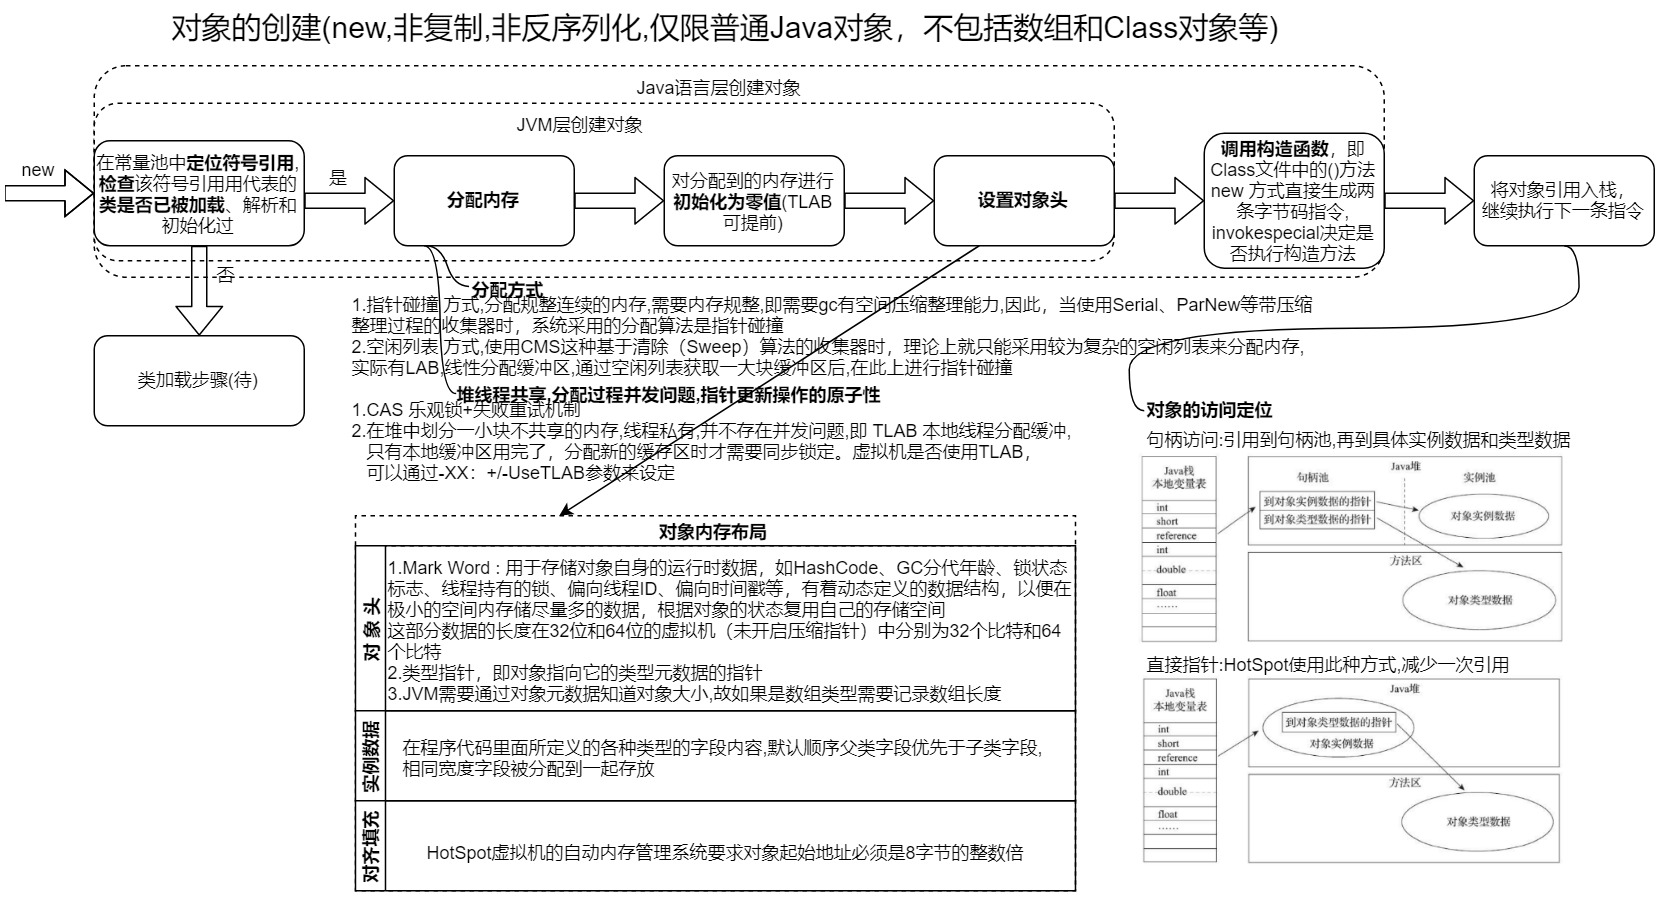 对象的创建(new,非复制,非反序列化,仅限普通Java对象，不包括数组和Class对象等)
Java语言层创建对象
JVM层创建对象
new
在常量池中定位符号引用,
检查该符号引用用代表的
类是否已被加载、解析和
初始化过
是
分配内存
对分配到的内存进行
初始化为零值(TLAB
可提前)
设置对象头
调用构造函数，即
Class文件中的()方法
new 方式直接生成两
条字节码指令,
invokespecial决定是
否执行构造方法
将对象引用入栈，
继续执行下一条指令
否
类加载步骤(待)
分配方式
1.指针碰撞 方式,分配规整连续的内存,需要内存规整,即需要gc有空间压缩整理能力,因此，当使用Serial、ParNew等带压缩
整理过程的收集器时，系统采用的分配算法是指针碰撞
2.空闲列表 方式,使用CMS这种基于清除（Sweep）算法的收集器时，理论上就只能采用较为复杂的空闲列表来分配内存,
实际有LAB,线性分配缓冲区,通过空闲列表获取一大块缓冲区后,在此上进行指针碰撞
堆线程共享,分配过程并发问题,指针更新操作的原子性
1.CAS 乐观锁+失败重试机制
2.在堆中划分一小块不共享的内存,线程私有,并不存在并发问题,即 TLAB 本地线程分配缓冲,
只有本地缓冲区用完了，分配新的缓存区时才需要同步锁定。虚拟机是否使用TLAB，
可以通过-XX：+/-UseTLAB参数来设定
对象内存布局
对象头
1.Mark Word : 用于存储对象自身的运行时数据，如HashCode、GC分代年龄、锁状态
标志、线程持有的锁、偏向线程ID、偏向时间戳等，有着动态定义的数据结构，以便在
极小的空间内存储尽量多的数据，根据对象的状态复用自己的存储空间
这部分数据的长度在32位和64位的虚拟机（未开启压缩指针）中分别为32个比特和64
个比特
2.类型指针，即对象指向它的类型元数据的指针
3.JVM需要通过对象元数据知道对象大小,故如果是数组类型需要记录数组长度
实例数据
在程序代码里面所定义的各种类型的字段内容,默认顺序父类字段优先于子类字段,
相同宽度字段被分配到一起存放
对齐填充
HotSpot虚拟机的自动内存管理系统要求对象起始地址必须是8字节的整数倍
对象的访问定位
句柄访问:引用到句柄池,再到具体实例数据和类型数据
Java栈
本地变量表
int
short
reference
int
double
float
……
Java堆
句柄池
实例池
到对象实例数据的指针
到对象类型数据的指针
对象实例数据
方法区
对象类型数据
直接指针:HotSpot使用此种方式,减少一次引用
Java栈
本地变量表
int
short
reference
int
double
float
……
Java堆
到对象类型数据的指针
对象实例数据
方法区
对象类型数据